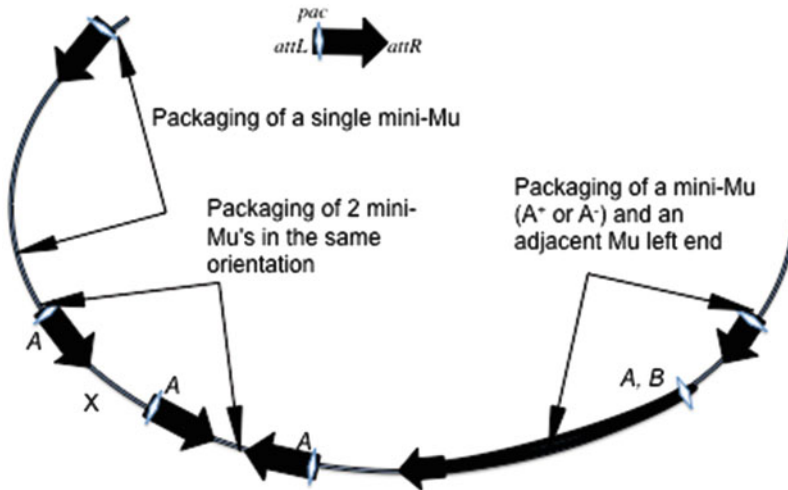 pac
attL attR
Packaging of a single mini-Mu
Packaging of 2 mini-
Mu's in the same
orientation
Packaging of a mini-Mu
(A⁺ or A⁻) and an
adjacent Mu left end
A
X
A
A
A, B